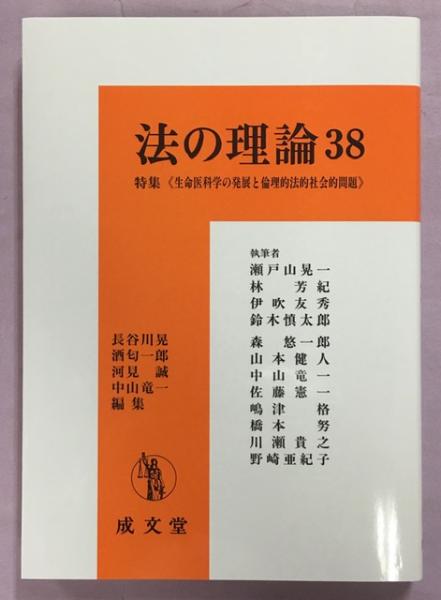 法の理論38
特集《生命医科学の発展と倫理的法的社会的問題》
執筆者
瀬戸山晃一
林芳紀
伊吹友秀
鈴木慎太郎
森悠一郎
山本健人
中山竜一
佐藤憲一
嶋津格
橋本努
川瀬貴之
野崎亜紀子
長谷川晃
酒匂一郎
河見誠
中山竜一
編集
成文堂